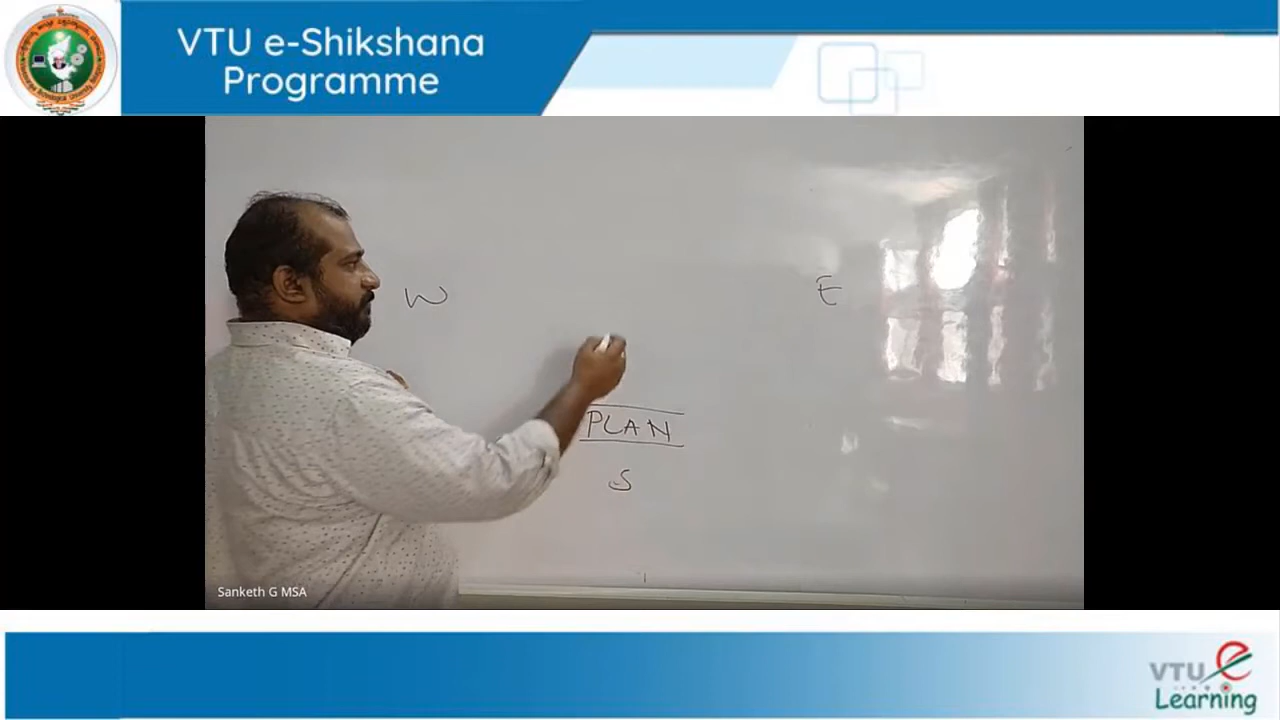 VTU e-Shikshana
Programme
W
E
PLAN
S
Sanketh G MSA
VTU
Learning